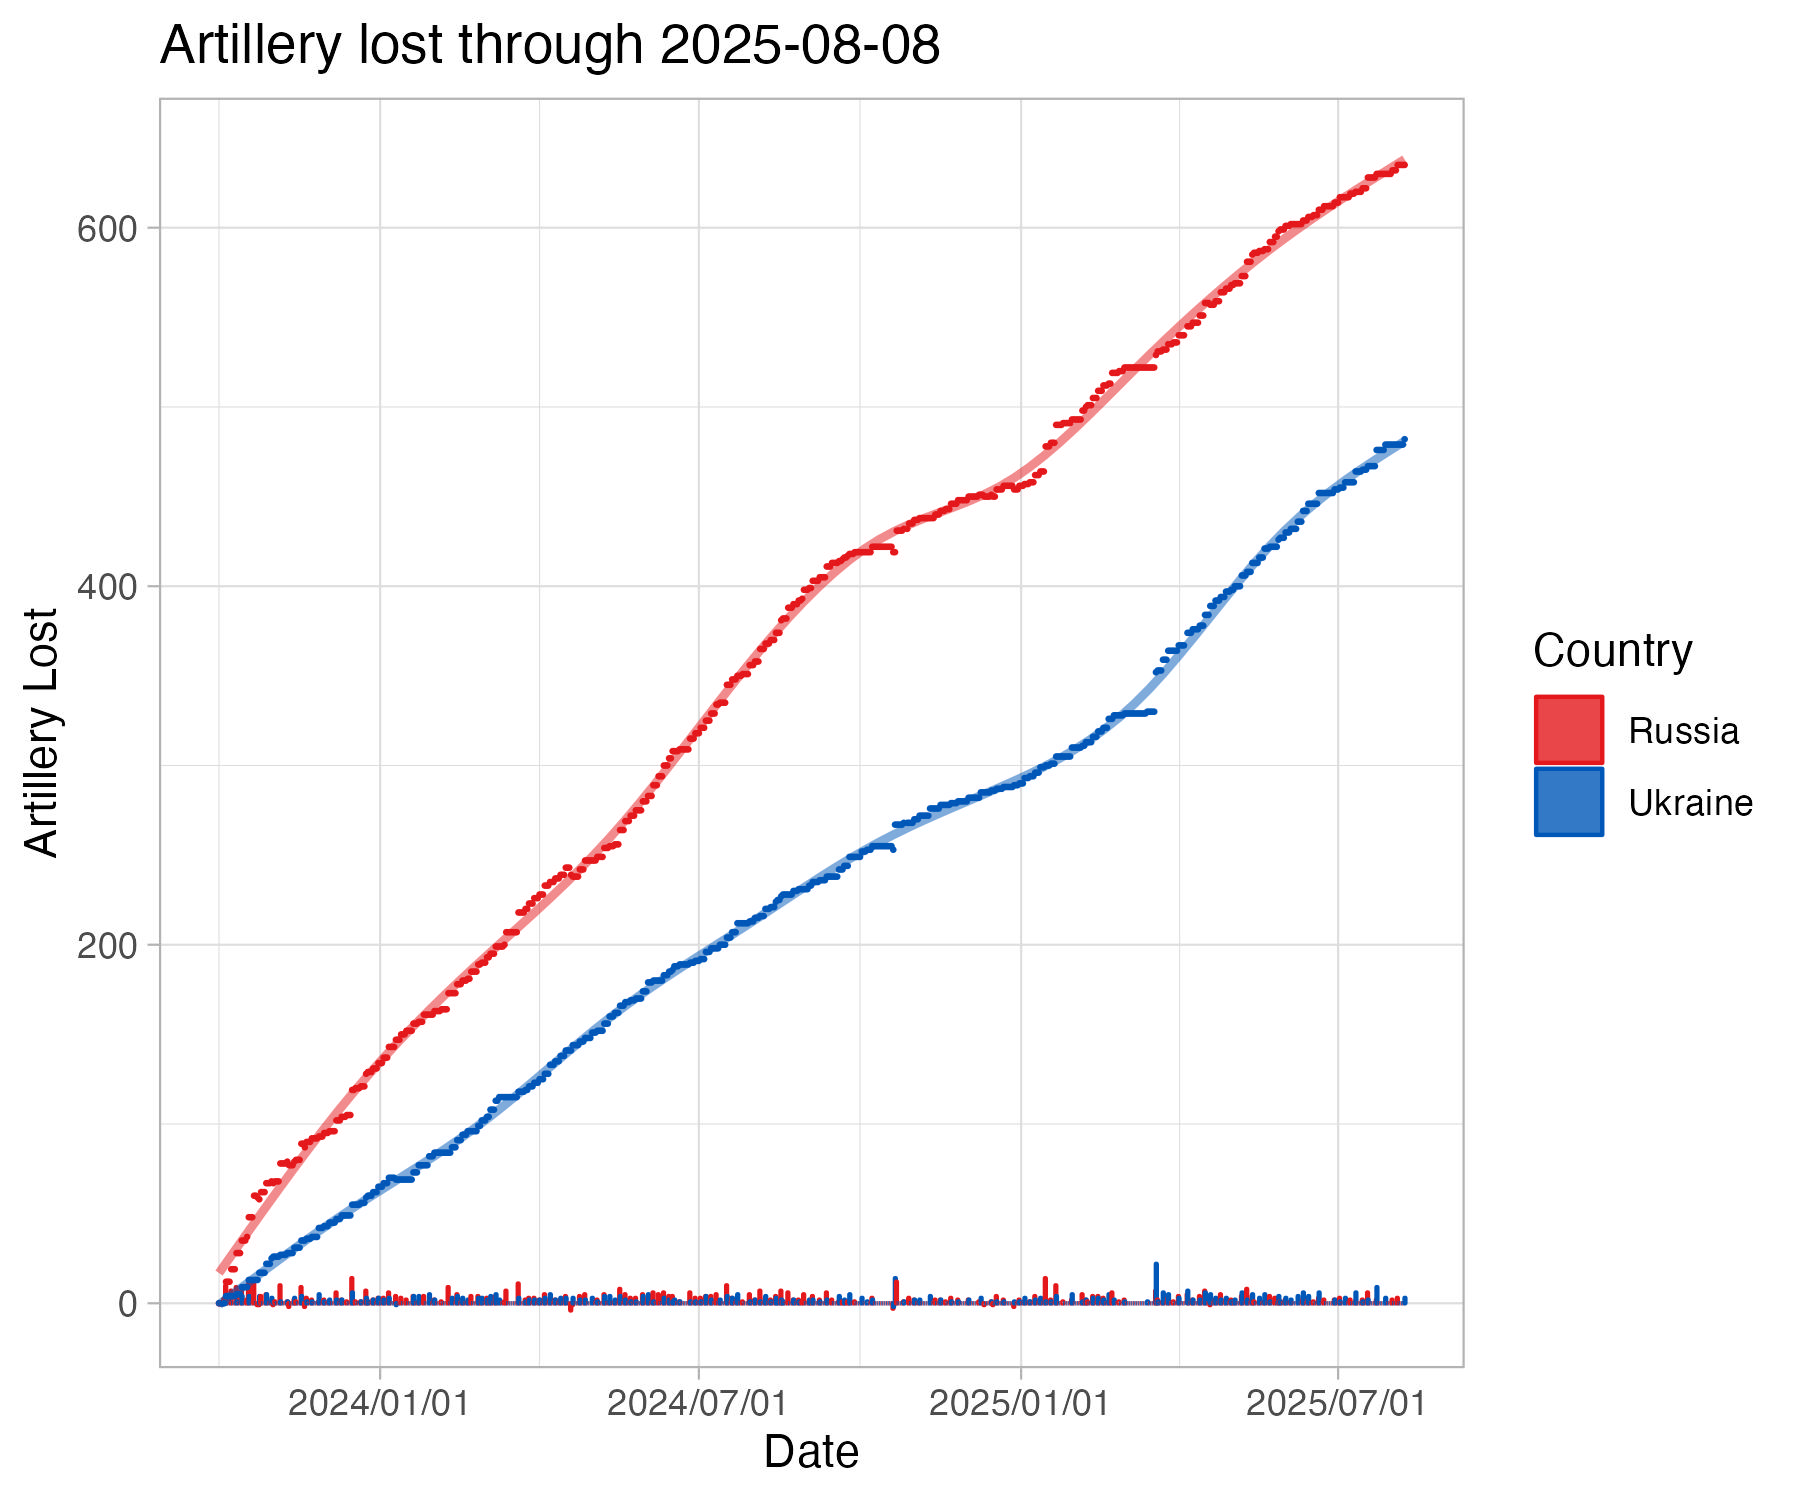 Artillery lost through 2025-08-08
Artillery Lost
600
400
200
0
2024/01/01
2024/07/01
2025/01/01
2025/07/01
Date
Country
Russia
Ukraine